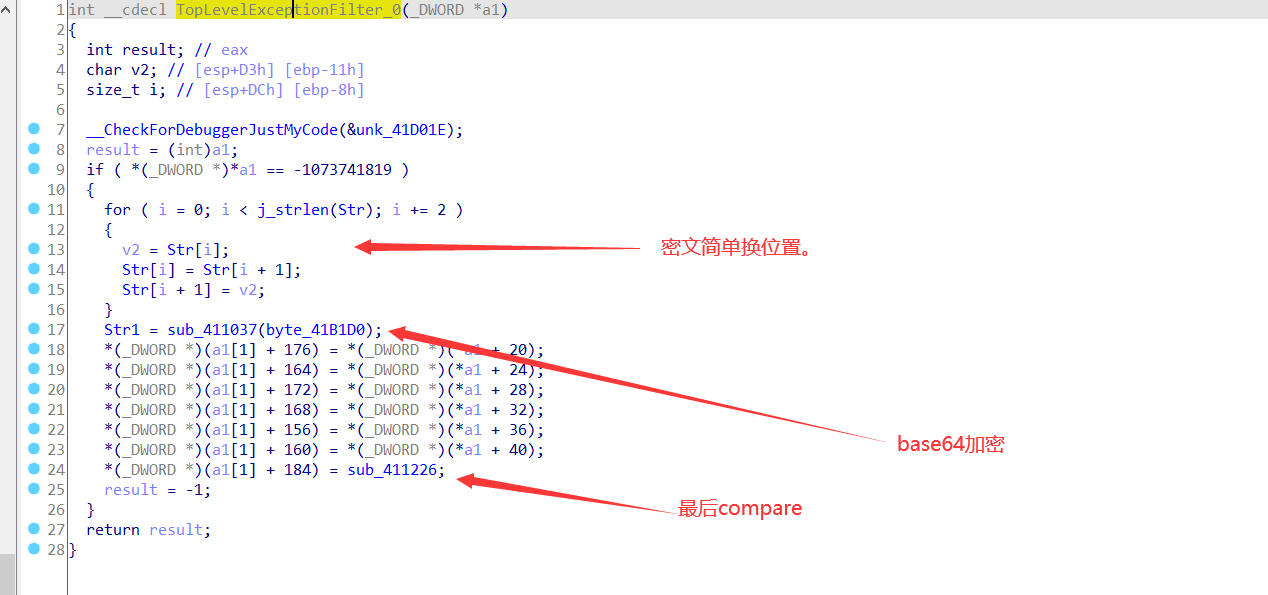 1 int __cdecl TopLevelExceptionFilter_0(_DWORD *a1)
2 {
3 int result; // eax
4 char v2; // [esp+D3h] [ebp-11h]
5 size_t i; // [esp+DCh] [ebp-8h]
6
7 __CheckForDebuggerJustMyCode(&unk_41D01E);
8 result = (int)a1;
9 if ( *(_DWORD *)*a1 == -1073741819 )
10 {
11 for ( i = 0; i < j_strlen(Str); i += 2 )
12 {
13 v2 = Str[i]; 密文简单换位置。
14 Str[i] = Str[i + 1];
15 Str[i + 1] = v2;
16 }
17 Str1 = sub_411037(byte_41B1D0);
18 *(_DWORD *)(a1[1] + 176) = *(_DWORD *)(*a1 + 20);
19 *(_DWORD *)(a1[1] + 164) = *(_DWORD *)(*a1 + 24);
20 *(_DWORD *)(a1[1] + 172) = *(_DWORD *)(*a1 + 28);
21 *(_DWORD *)(a1[1] + 168) = *(_DWORD *)(*a1 + 32);
22 *(_DWORD *)(a1[1] + 156) = *(_DWORD *)(*a1 + 36);
23 *(_DWORD *)(a1[1] + 160) = *(_DWORD *)(*a1 + 40); base64加密
24 *(_DWORD *)(a1[1] + 184) = sub_411226;
25 result = -1;
26 } 最后compare
27 return result;
28 }